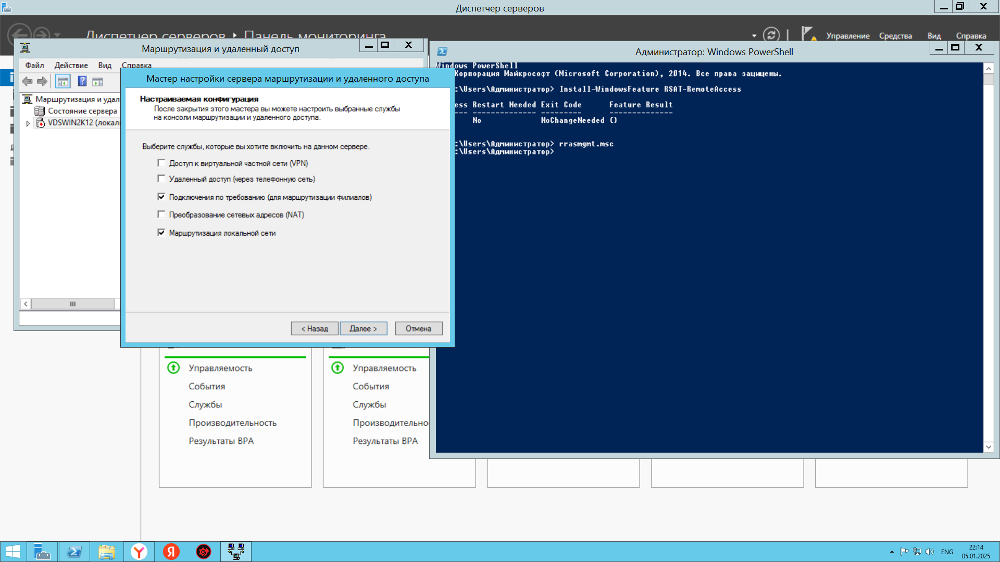 Диспетчер серверов
Диспетчер серверов • Панель мониторинга
Управление Средства Вид Справка
Маршрутизация и удаленный доступ
Файл Действие Вид Справка
Маршрутизация и удал
Состояние сервера
VDSWIN2K12 (локал
Мастер настройки сервера маршрутизации и удаленного доступа
Настраиваемая конфигурация
После закрытия этого мастера вы можете настроить выбранные службы
на консоли маршрутизации и удаленного доступа.
Выберите службы, которые вы хотите включить на данном сервере.
Доступ к виртуальной частной сети (VPN)
Удаленный доступ (через телефонную сеть)
Подключения по требованию (для маршрутизации филиалов)
Преобразование сетевых адресов (NAT)
Маршрутизация локальной сети
< Назад Далее > Отмена
Администратор: Windows PowerShell
Windows PowerShell
Корпорация Майкрософт (Microsoft Corporation), 2014. Все права защищены.
:\Users\Администратор> Install-WindowsFeature RSAT-RemoteAccess
ess Restart Needed Exit Code Feature Result
--- -------------- --------- --------------
No NoChangeNeeded {}
:\Users\Администратор> rrasmgmt.msc
:\Users\Администратор>
Управляемость
События
Службы
Производительность
Результаты BPA
Управляемость
События
Службы
Производительно
Результаты BPA
ENG
22:14
05.01.2025